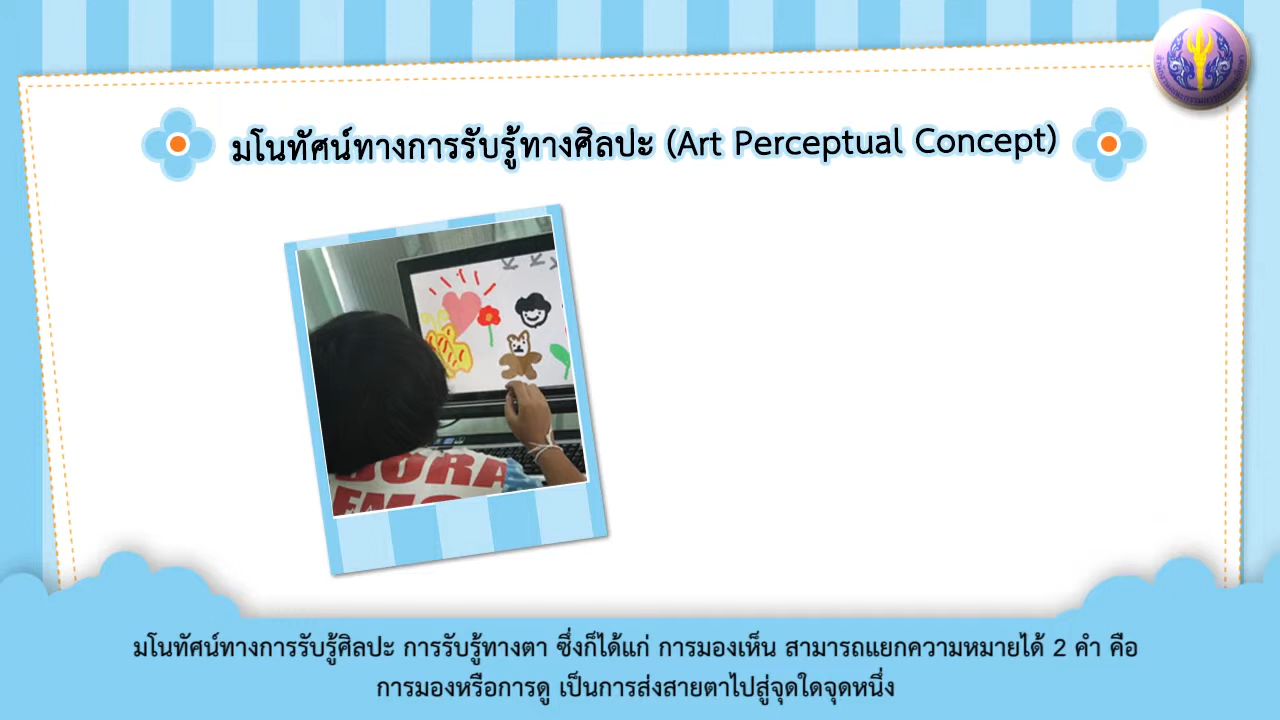 มโนทัศน์ทางการรับรู้ทางศิลปะ (Art Perceptual Concept)
มโนทัศน์ทางการรับรู้ศิลปะ การรับรู้ทางตา ซึ่งก็ได้แก่ การมองเห็น สามารถแยกความหมายได้ 2 คำ คือ
การมองหรือการดู เป็นการส่งสายตาไปสู่จุดใดจุดหนึ่ง